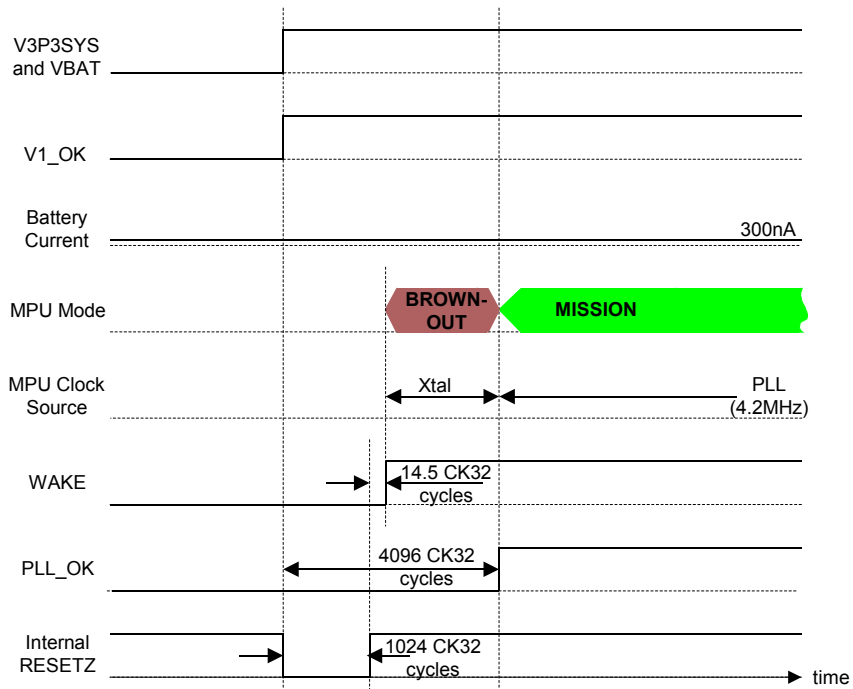 V3P3SYS
and VBAT
V1_OK
Battery
Current
300nA
MPU Mode
BROWN-
OUT
MISSION
MPU Clock
Source
Xtal
PLL
(4.2MHz)
WAKE
14.5 CK32
cycles
PLL_OK
4096 CK32
cycles
Internal
RESETZ
1024 CK32
cycles
time